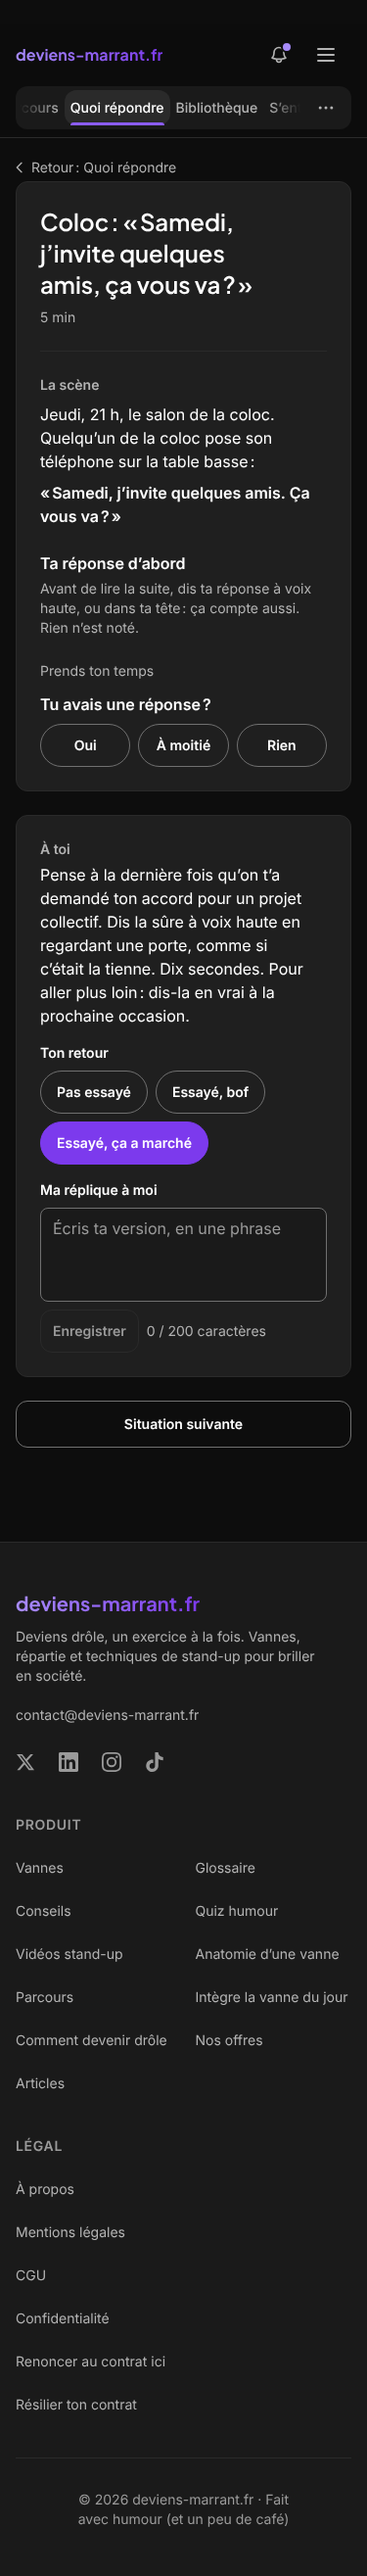 deviens-marrant.fr
cours Quoi répondre Bibliothèque S'en
Retour : Quoi répondre
Coloc : « Samedi,
j'invite quelques
amis, ça vous va ? »
5 min
La scène
Jeudi, 21 h, le salon de la coloc.
Quelqu'un de la coloc pose son
téléphone sur la table basse :
« Samedi, j'invite quelques amis. Ça
vous va ? »
Ta réponse d'abord
Avant de lire la suite, dis ta réponse à voix
haute, ou dans ta tête : ça compte aussi.
Rien n'est noté.
Prends ton temps
Tu avais une réponse ?
Oui À moitié Rien
À toi
Pense à la dernière fois qu'on t'a
demandé ton accord pour un projet
collectif. Dis la sûre à voix haute en
regardant une porte, comme si
c'était la tienne. Dix secondes. Pour
aller plus loin : dis-la en vrai à la
prochaine occasion.
Ton retour
Pas essayé Essayé, bof
Essayé, ça a marché
Ma réplique à moi
Écris ta version, en une phrase
Enregistrer 0 / 200 caractères
Situation suivante
deviens-marrant.fr
Deviens drôle, un exercice à la fois. Vannes,
répartie et techniques de stand-up pour briller
en société.
contact@deviens-marrant.fr
PRODUIT
Vannes Glossaire
Conseils Quiz humour
Vidéos stand-up Anatomie d'une vanne
Parcours Intègre la vanne du jour
Comment devenir drôle Nos offres
Articles
LÉGAL
À propos
Mentions légales
CGU
Confidentialité
Renoncer au contrat ici
Résilier ton contrat
© 2026 deviens-marrant.fr · Fait
avec humour (et un peu de café)